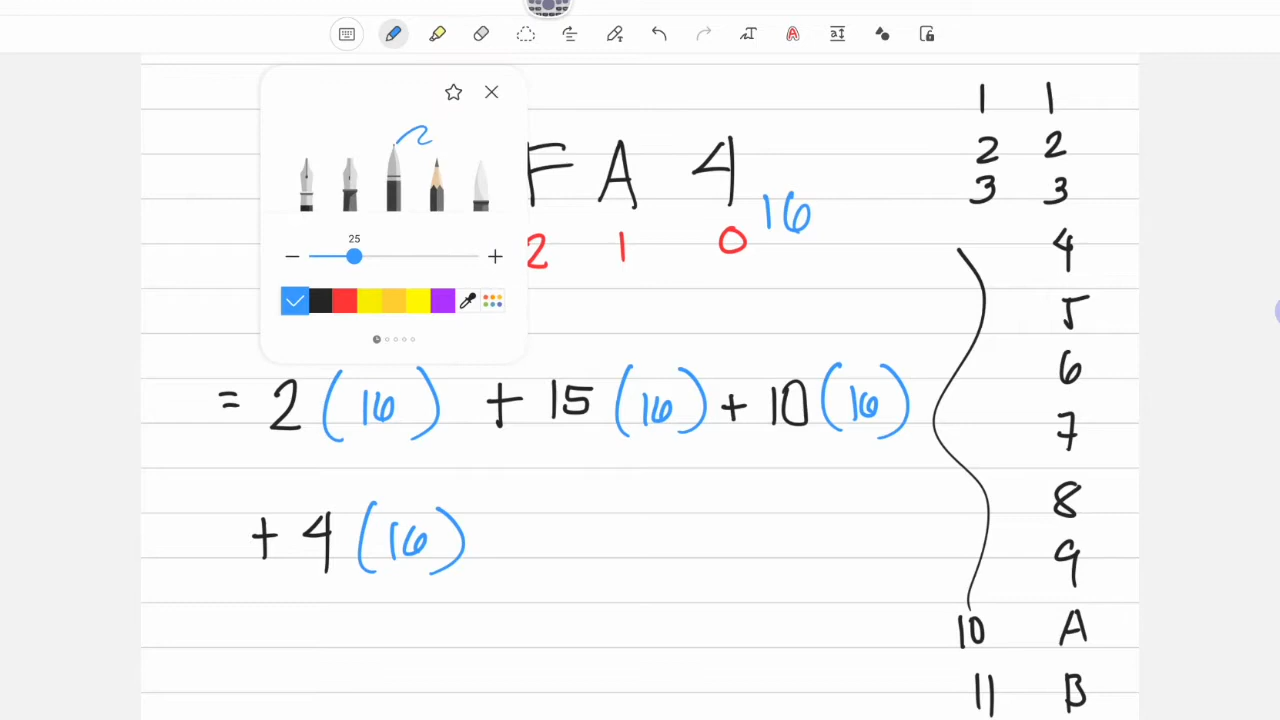 F A 4 16
2 1 0
25
= 2 (16) + 15 (16) + 10 (16)
+ 4 (16)
1 1
2 2
3 3
4
5
6
7
8
9
10 A
11 B